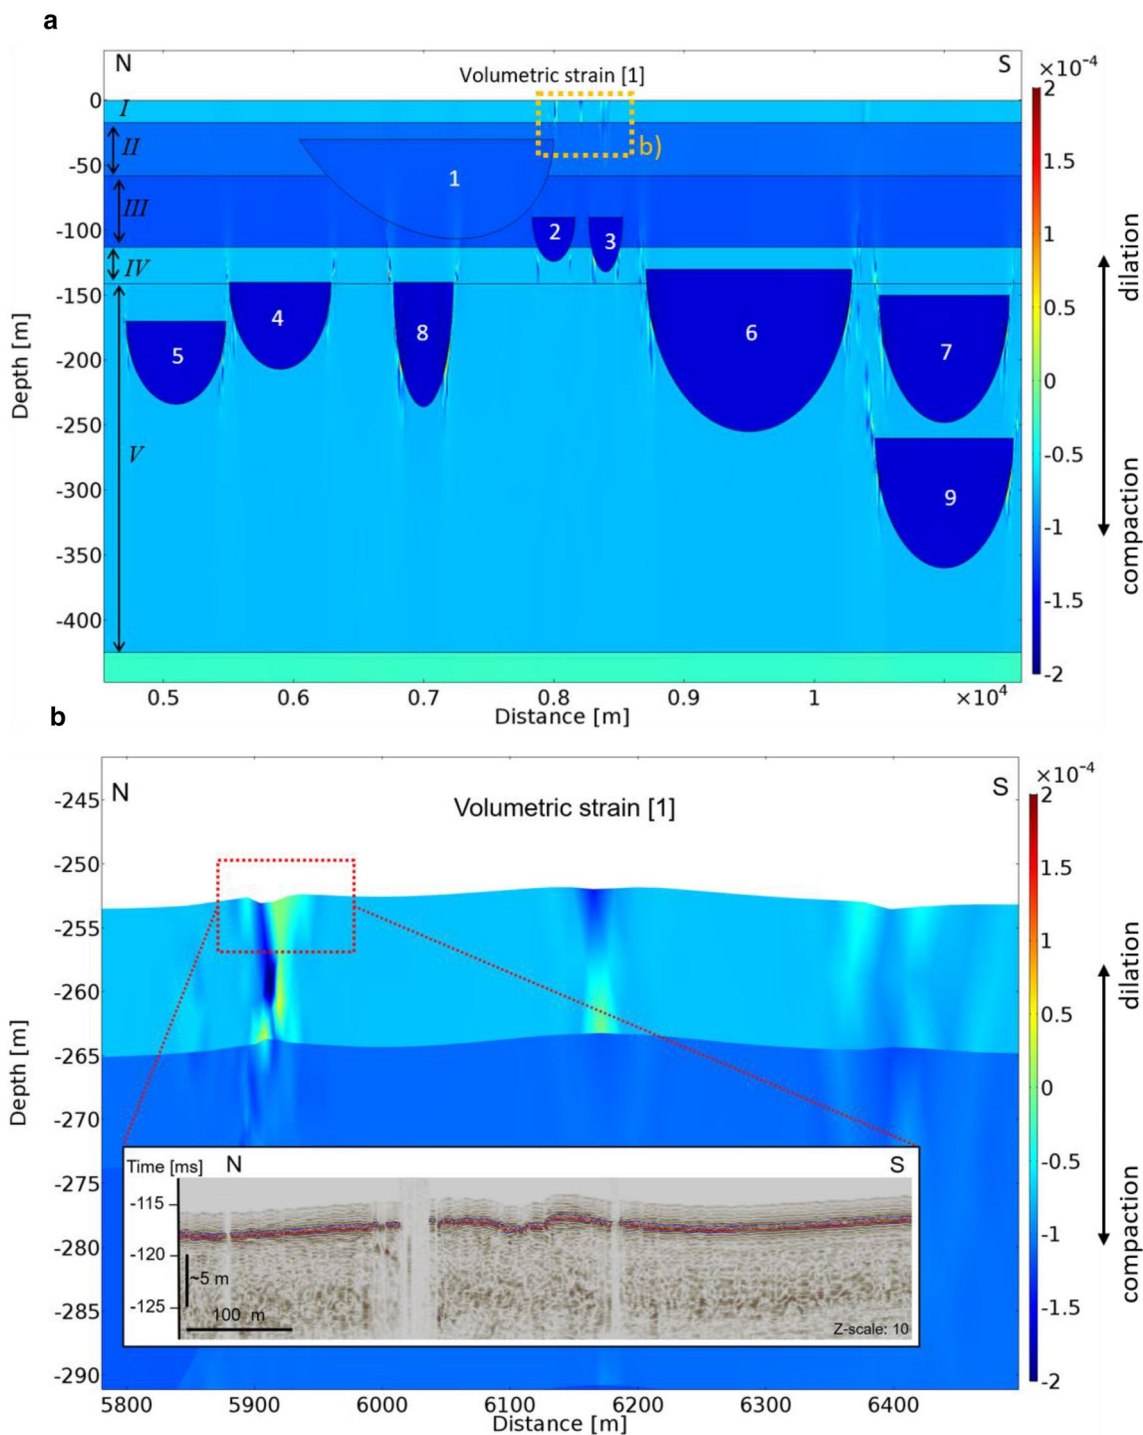 a
N
Volumetric strain [1]
S
×10⁻⁴
I
II
III
IV
V
b)
1
2
3
4
5
6
7
8
9
0
-50
-100
-150
-200
-250
-300
-350
-400
Depth [m]
0.5
0.6
0.7
0.8
0.9
1
×10⁴
Distance [m]
2
1.5
1
0.5
0
-0.5
-1
-1.5
-2
dilation
compaction
b
N
Volumetric strain [1]
S
×10⁻⁴
-245
-250
-255
-260
-265
-270
-275
-280
-285
-290
Depth [m]
Time [ms]
N
S
-115
-120
-125
~5 m
100 m
Z-scale: 10
5800
5900
6000
6100
6200
6300
6400
Distance [m]
2
1.5
1
0.5
0
-0.5
-1
-1.5
-2
dilation
compaction